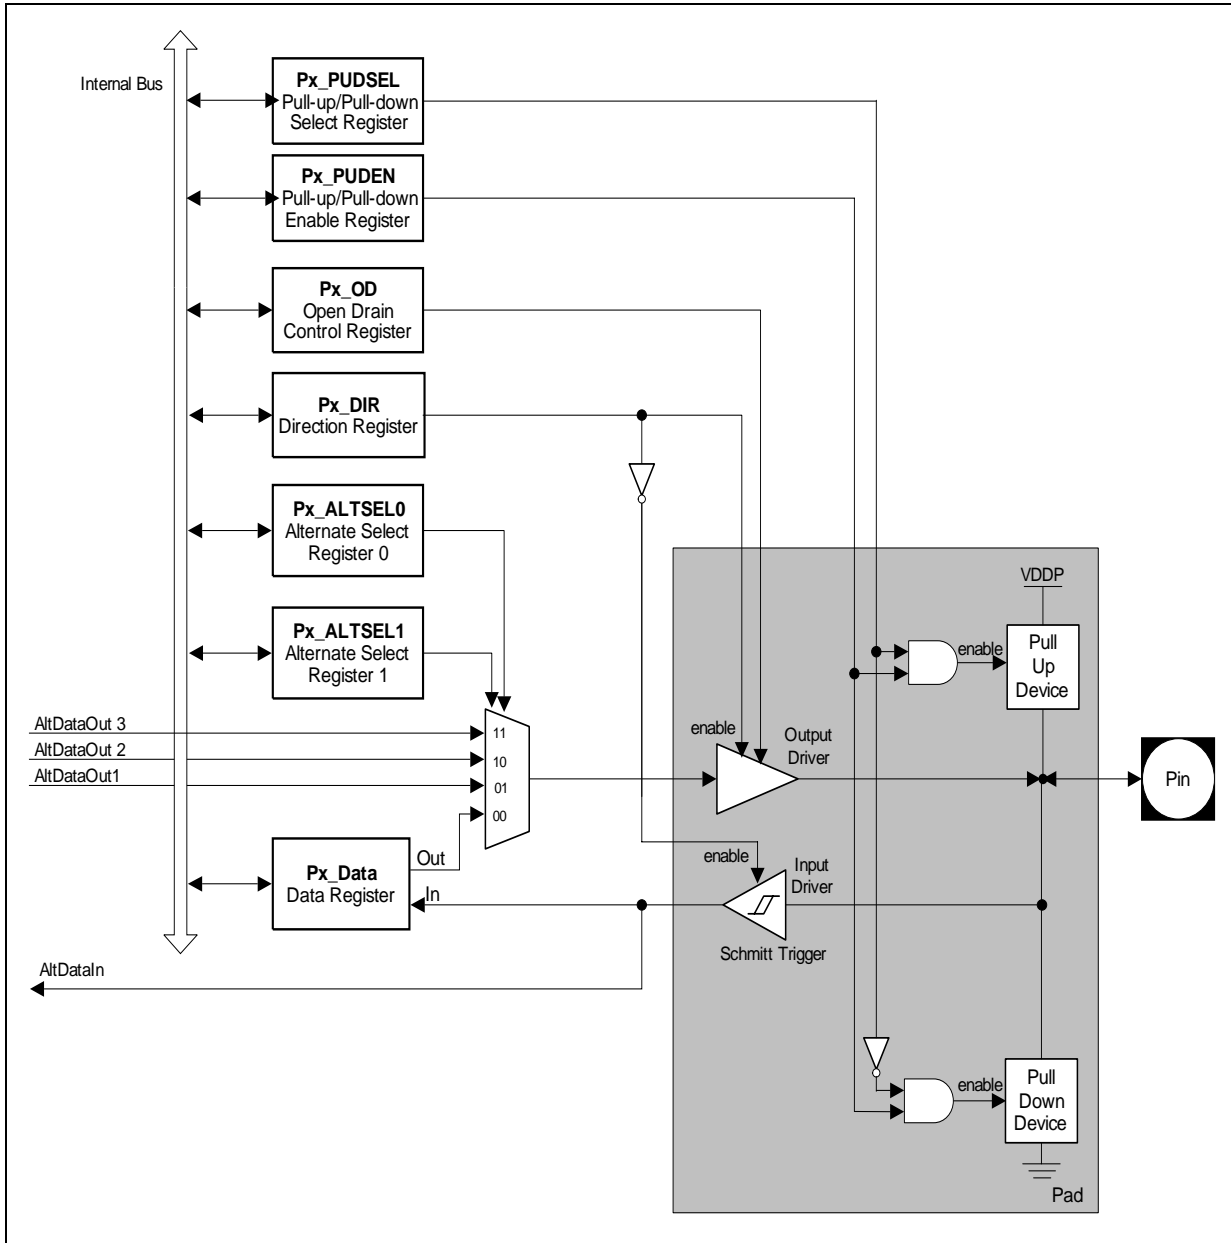 Internal Bus
Px_PUDSEL
Pull-up/Pull-down
Select Register
Px_PUDEN
Pull-up/Pull-down
Enable Register
Px_OD
Open Drain
Control Register
Px_DIR
Direction Register
Px_ALTSEL0
Alternate Select
Register 0
Px_ALTSEL1
Alternate Select
Register 1
AltDataOut 3
AltDataOut 2
AltDataOut1
11
10
01
00
Px_Data
Data Register
Out
In
AltDataIn
enable
Output
Driver
enable
Input
Driver
Schmitt Trigger
VDDP
enable
Pull
Up
Device
Pin
enable
Pull
Down
Device
Pad